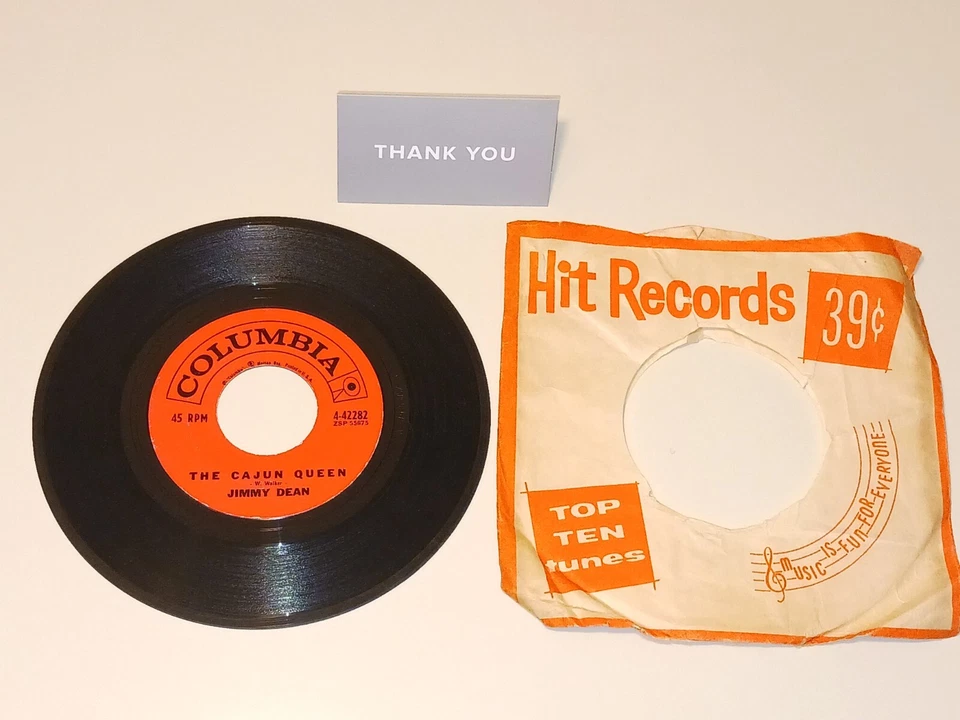 THANK YOU
COLUMBIA
45 RPM
4-42282
ZSP 55875
THE CAJUN QUEEN
- W. Walker -
JIMMY DEAN
Hit Records
39¢
TOP
TEN
tunes
MUSIC IS FUN FOR EVERYONE